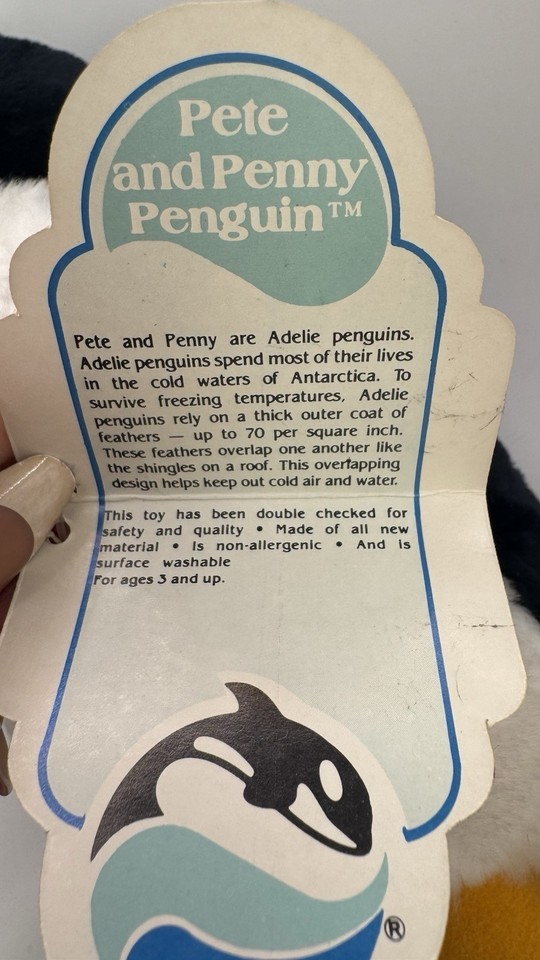 Pete
and Penny
Penguin™
Pete and Penny are Adelie penguins.
Adelie penguins spend most of their lives
in the cold waters of Antarctica. To
survive freezing temperatures, Adelie
penguins rely on a thick outer coat of
feathers — up to 70 per square inch.
These feathers overlap one another like
the shingles on a roof. This overlapping
design helps keep out cold air and water.
This toy has been double checked for
safety and quality • Made of all new
material • Is non-allergenic • And is
surface washable
For ages 3 and up.
®